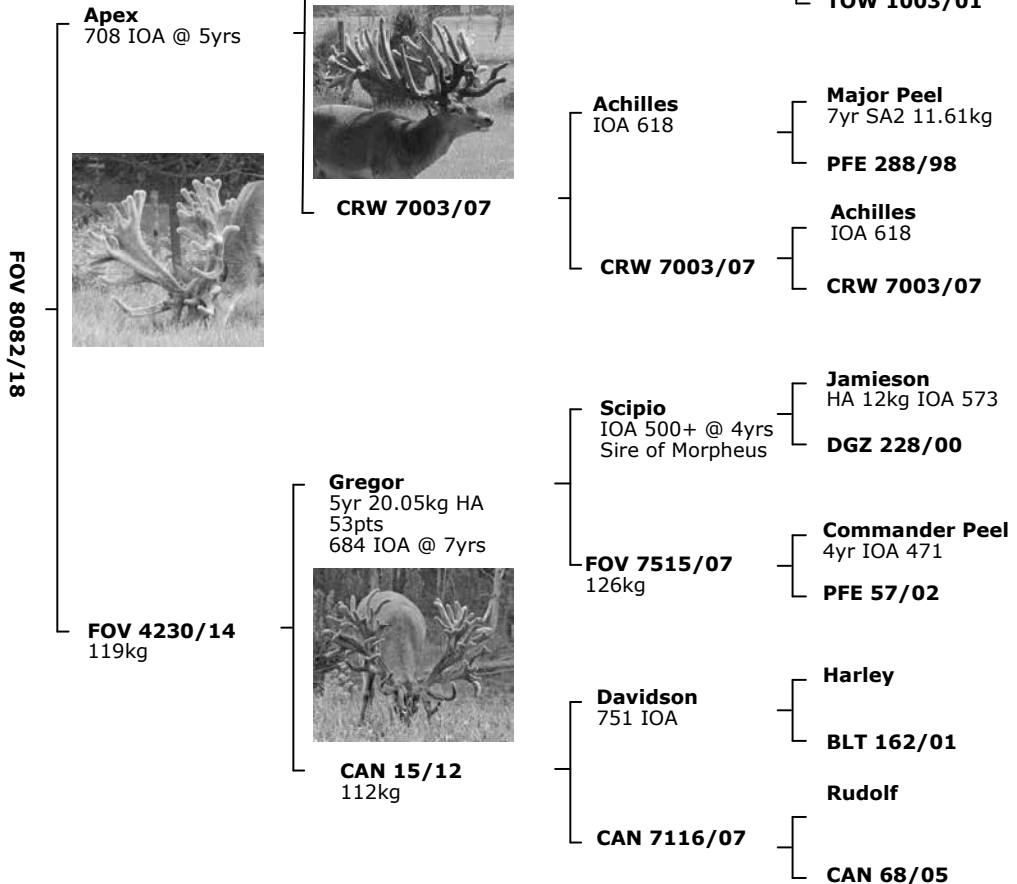 TOW 1003/01
Apex
708 IOA @ 5yrs
Achilles
IOA 618
Major Peel
7yr SA2 11.61kg
PFE 288/98
CRW 7003/07
Achilles
IOA 618
CRW 7003/07
CRW 7003/07
FOV 8082/18
Jamieson
HA 12kg IOA 573
Scipio
IOA 500+ @ 4yrs
Sire of Morpheus
DGZ 228/00
Gregor
5yr 20.05kg HA
53pts
684 IOA @ 7yrs
Commander Peel
4yr IOA 471
FOV 7515/07
126kg
PFE 57/02
FOV 4230/14
119kg
Harley
Davidson
751 IOA
BLT 162/01
CAN 15/12
112kg
Rudolf
CAN 7116/07
CAN 68/05